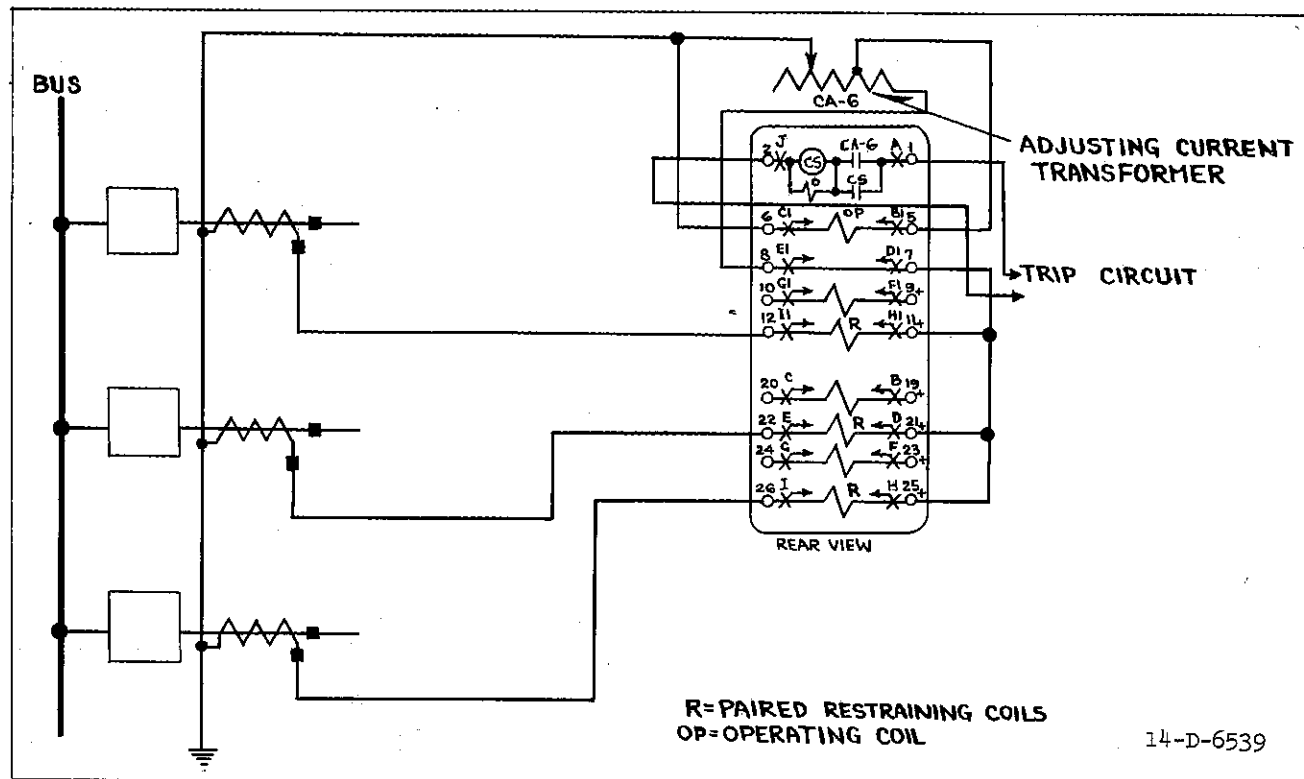 BUS
CA-6
ADJUSTING CURRENT
TRANSFORMER
2 J CS CA-6 A 1
O CS
6 C1 OP B1 5
8 E1 D1 7
TRIP CIRCUIT
10 G1 F1 9+
12 I1 R H1 11+
20 C B 19+
22 E R D 21+
24 G F 23+
26 I R H 25+
REAR VIEW
R=PAIRED RESTRAINING COILS
OP=OPERATING COIL
14-D-6539